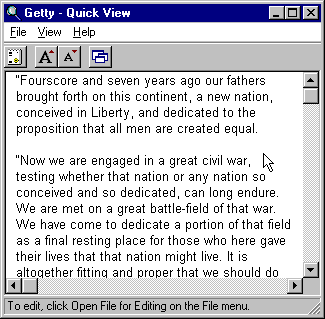 Getty - Quick View
File View Help
A A
"Fourscore and seven years ago our fathers
brought forth on this continent, a new nation,
conceived in Liberty, and dedicated to the
proposition that all men are created equal.
"Now we are engaged in a great civil war,
testing whether that nation or any nation so
conceived and so dedicated, can long endure.
We are met on a great battle-field of that war.
We have come to dedicate a portion of that field
as a final resting place for those who here gave
their lives that that nation might live. It is
altogether fitting and proper that we should do
To edit, click Open File for Editing on the File menu.